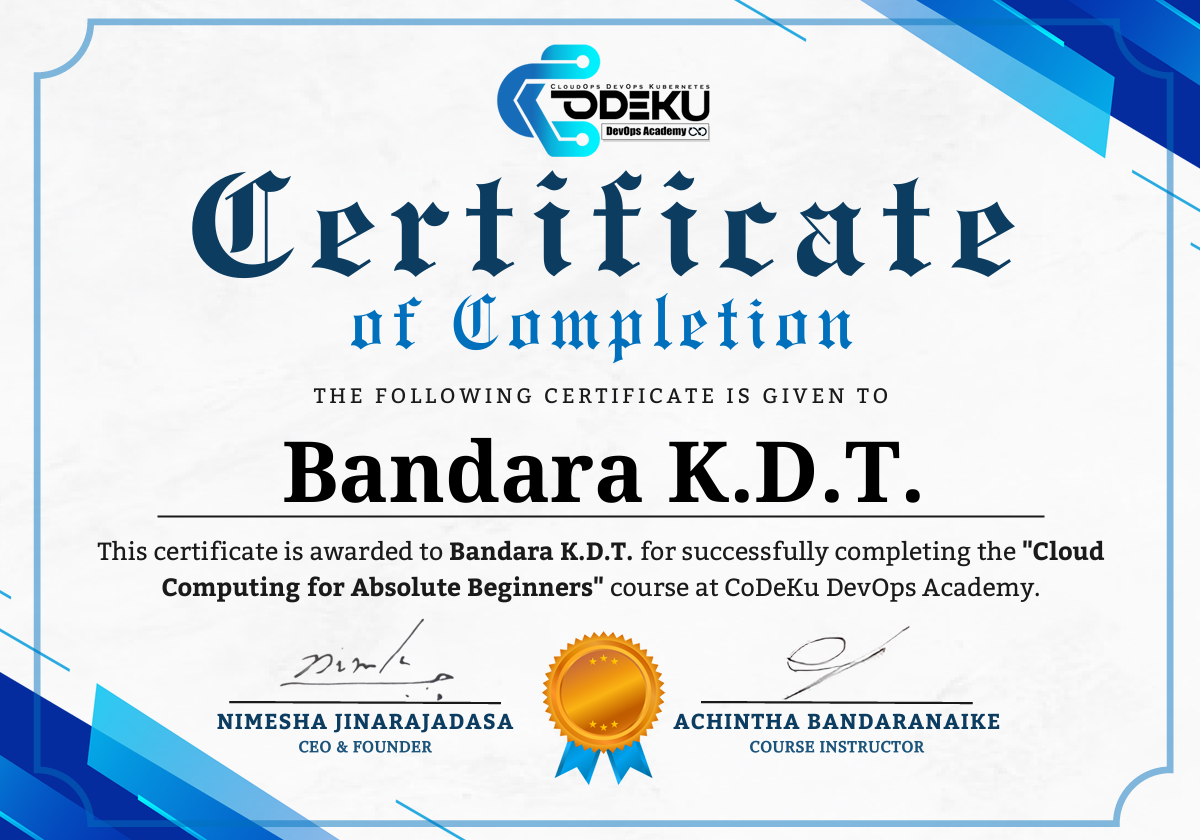 CloudOps DevOps Kubernetes
CODEKU
DevOps Academy
Certificate
of Completion
THE FOLLOWING CERTIFICATE IS GIVEN TO
Bandara K.D.T.
This certificate is awarded to Bandara K.D.T. for successfully completing the "Cloud
Computing for Absolute Beginners" course at CoDeKu DevOps Academy.
NIMESHA JINARAJADASA
CEO & FOUNDER
ACHINTHA BANDARANAIKE
COURSE INSTRUCTOR